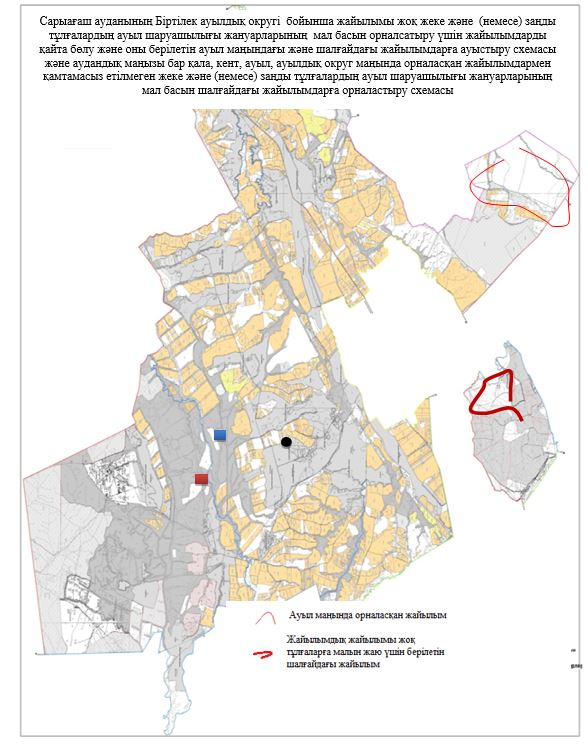 Сарыағаш ауданының Біртілек ауылдық округі бойынша жайылымы жоқ жеке және (немесе) заңды
тұлғалардың ауыл шаруашылығы жануарларының мал басын орналсатыру үшін жайылымдарды
қайта бөлу және оны берілетін ауыл маңындағы және шалғайдағы жайылымдарға ауыстыру схемасы
және аудандық маңызы бар қала, кент, ауыл, ауылдық округ маңында орналасқан жайылымдармен
қамтамасыз етілмеген жеке және (немесе) заңды тұлғалардың ауыл шаруашылығы жануарларының
мал басын шалғайдағы жайылымдарға орналастыру схемасы
Ауыл маңында орналасқан жайылым
Жайылымдық жайылымы жоқ
тұлғаларға малын жаю үшін берілетін
шалғайдағы жайылым